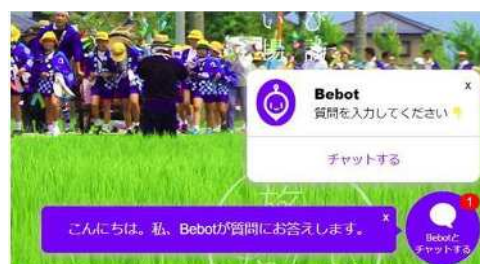 Bebot
x
質問を入力してください👇
チャットする
こんにちは。私、Bebotが質問にお答えします。
x
1
Bebotと
チャットする